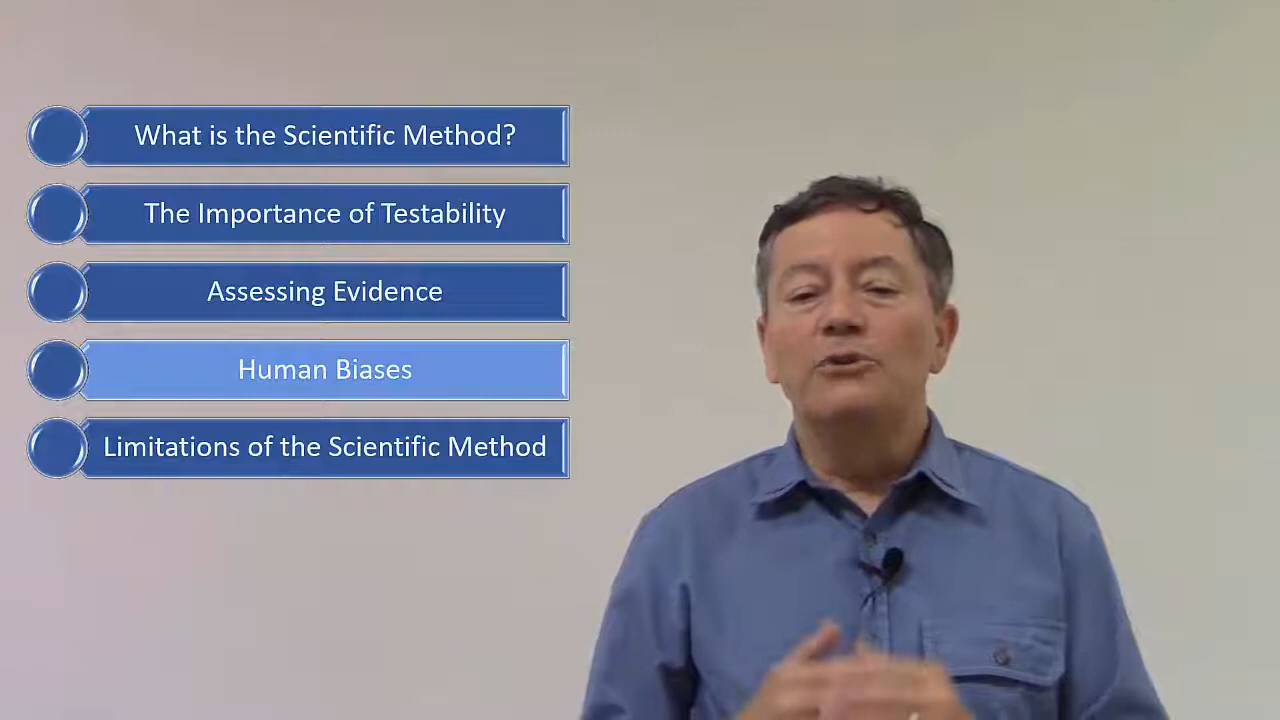 What is the Scientific Method?
The Importance of Testability
Assessing Evidence
Human Biases
Limitations of the Scientific Method